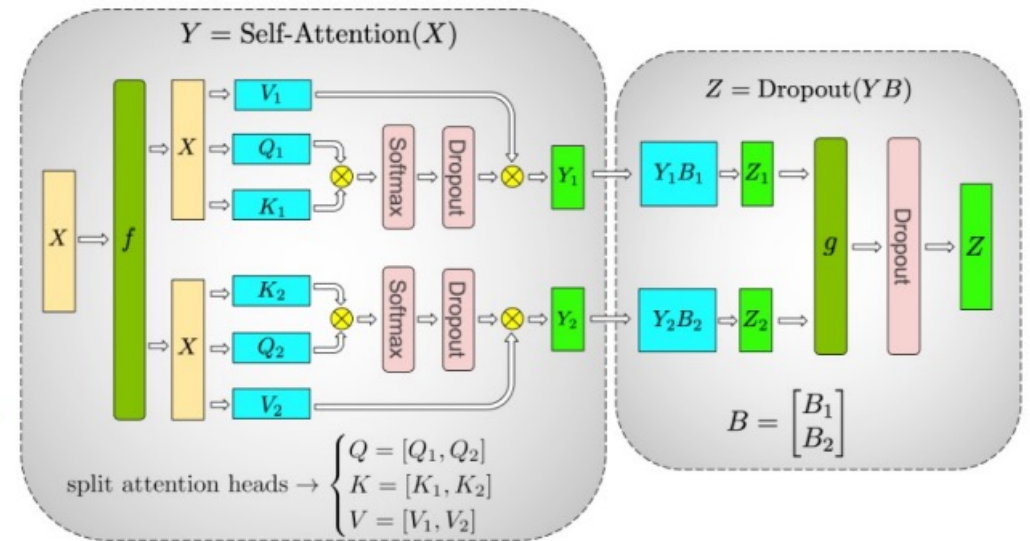 Y = Self-Attention(X)
X
f
X
V₁
Q₁
K₁
Softmax
Dropout
Y₁
X
K₂
Q₂
V₂
Softmax
Dropout
Y₂
split attention heads → { Q = [Q₁, Q₂]
K = [K₁, K₂]
V = [V₁, V₂]
Z = Dropout(Y B)
Y₁B₁
Z₁
Y₂B₂
Z₂
g
Dropout
Z
B = [B₁
B₂]